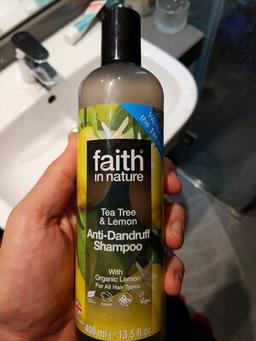 faith
in nature
Tea Tree
& Lemon
Anti-Dandruff
Shampoo
With
Organic Lemon
For All Hair Types
400 ml e 13.5 fl.oz